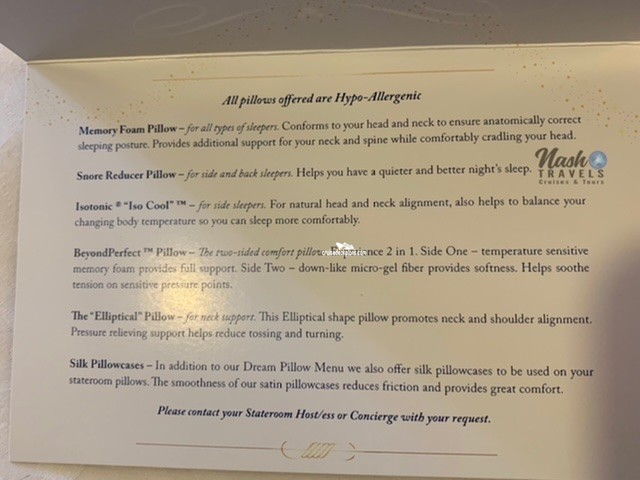 All pillows offered are Hypo-Allergenic
Memory Foam Pillow – for all types of sleepers. Conforms to your head and neck to ensure anatomically correct
sleeping posture. Provides additional support for your neck and spine while comfortably cradling your head.
Nash
TRAVELS
Cruises & Tours
Snore Reducer Pillow – for side and back sleepers. Helps you have a quieter and better night's sleep.
Isotonic ® "Iso Cool" ™ – for side sleepers. For natural head and neck alignment, also helps to balance your
changing body temperature so you can sleep more comfortably.
BeyondPerfect ™ Pillow – The two-sided comfort pillow. 2 in 1. Side One – temperature sensitive
memory foam provides full support. Side Two – down-like micro-gel fiber provides softness. Helps soothe
tension on sensitive pressure points.
The "Elliptical" Pillow – for neck support. This Elliptical shape pillow promotes neck and shoulder alignment.
Pressure relieving support helps reduce tossing and turning.
Silk Pillowcases – In addition to our Dream Pillow Menu we also offer silk pillowcases to be used on your
stateroom pillows. The smoothness of our satin pillowcases reduces friction and provides great comfort.
Please contact your Stateroom Host/ess or Concierge with your request.